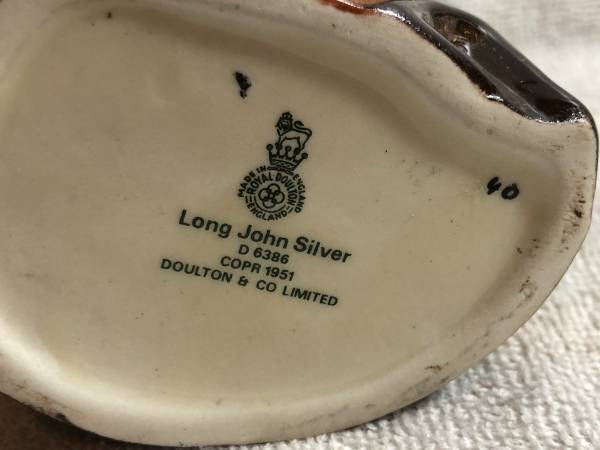 MADE IN ENGLAND
ROYAL DOULTON
ENGLAND
Long John Silver
D 6386
COPR 1951
DOULTON & CO LIMITED
40